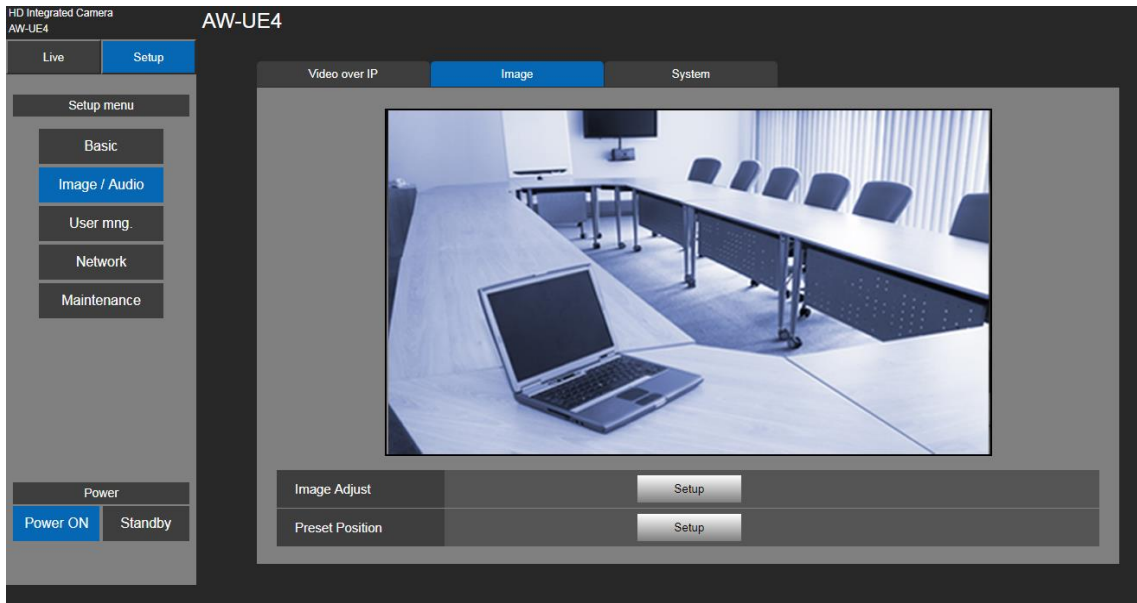 HD Integrated Camera
AW-UE4
AW-UE4
Live
Setup
Setup menu
Basic
Image / Audio
User mng.
Network
Maintenance
Power
Power ON
Standby
Video over IP
Image
System
Image Adjust
Setup
Preset Position
Setup